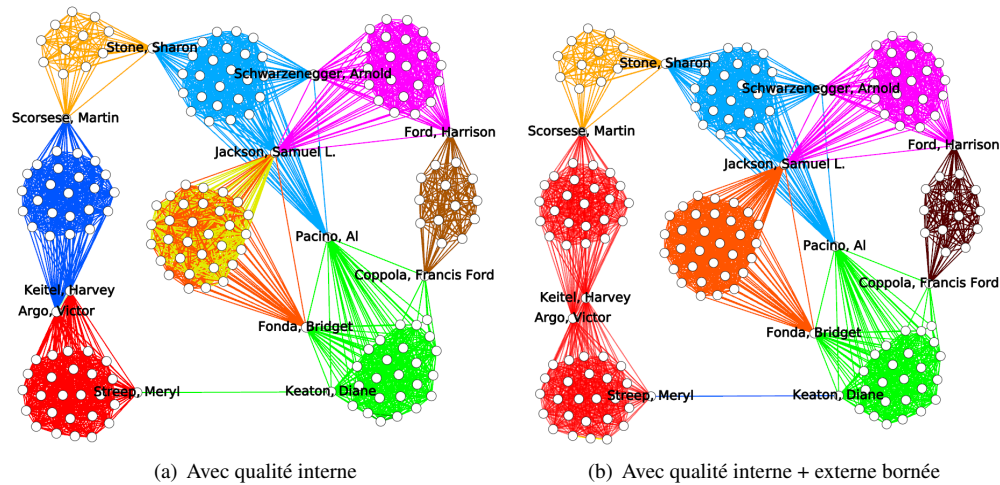 Stone, Sharon
Schwarzenegger, Arnold
Scorsese, Martin
Ford, Harrison
Jackson, Samuel L.
Pacino, Al
Coppola, Francis Ford
Keitel, Harvey
Argo, Victor
Fonda, Bridget
Streep, Meryl
Keaton, Diane
(a) Avec qualité interne
Stone, Sharon
Schwarzenegger, Arnold
Scorsese, Martin
Ford, Harrison
Jackson, Samuel L.
Pacino, Al
Coppola, Francis Ford
Keitel, Harvey
Argo, Victor
Fonda, Bridget
Streep, Meryl
Keaton, Diane
(b) Avec qualité interne + externe bornée